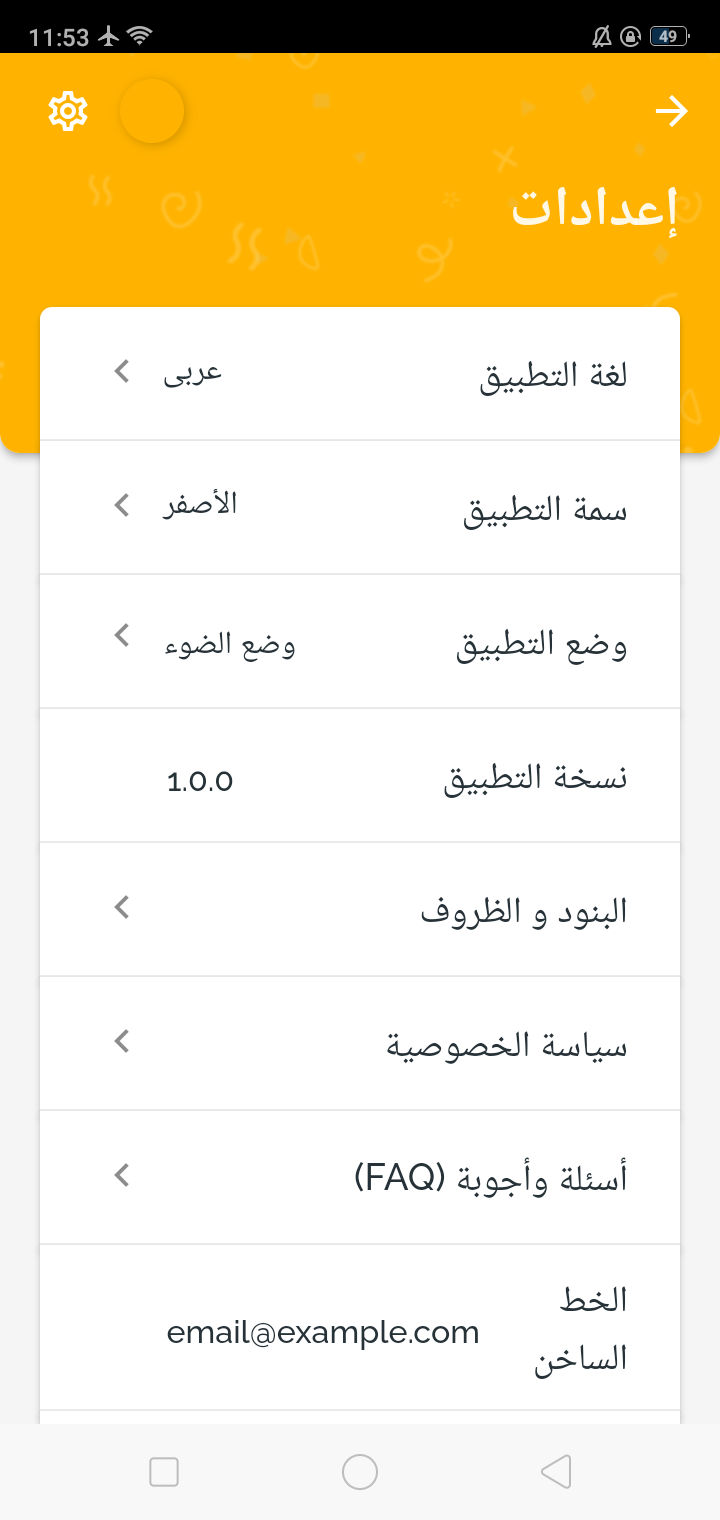 11:53
49
إعدادات
لغة التطبيق عربى
سمة التطبيق الأصفر
وضع التطبيق وضع الضوء
نسخة التطبيق 1.0.0
البنود و الظروف
سياسة الخصوصية
أسئلة وأجوبة (FAQ)
الخط
الساخن
email@example.com